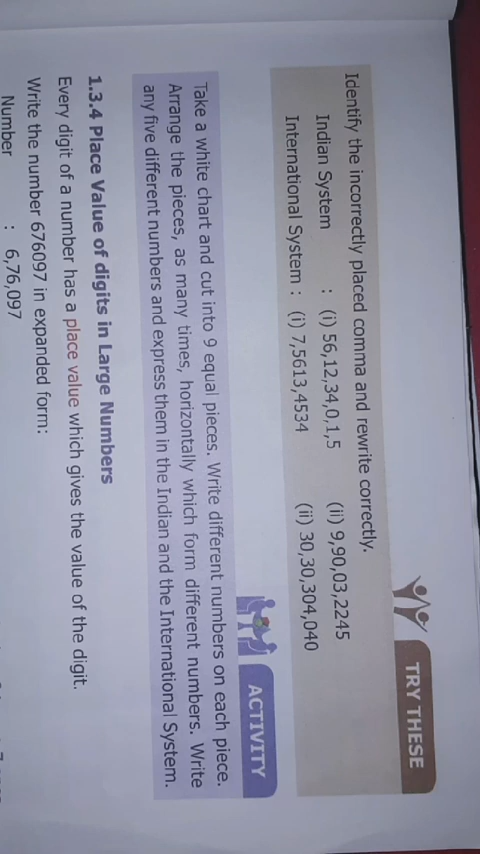 TRY THESE
Identify the incorrectly placed comma and rewrite correctly.
Indian System : (i) 56,12,34,0,1,5 (ii) 9,90,03,2245
International System : (i) 7,5613,4534 (ii) 30,30,304,040
ACTIVITY
Take a white chart and cut into 9 equal pieces. Write different numbers on each piece.
Arrange the pieces, as many times, horizontally which form different numbers. Write
any five different numbers and express them in the Indian and the International System.
1.3.4 Place Value of digits in Large Numbers
Every digit of a number has a place value which gives the value of the digit.
Write the number 676097 in expanded form:
Number : 6,76,097